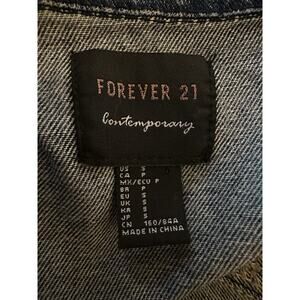 FOREVER 21
Contemporary
US S
CA P
MX/ECU P
BR P
EU S
UK S
KR S
JP S
CN 160/84A
MADE IN CHINA